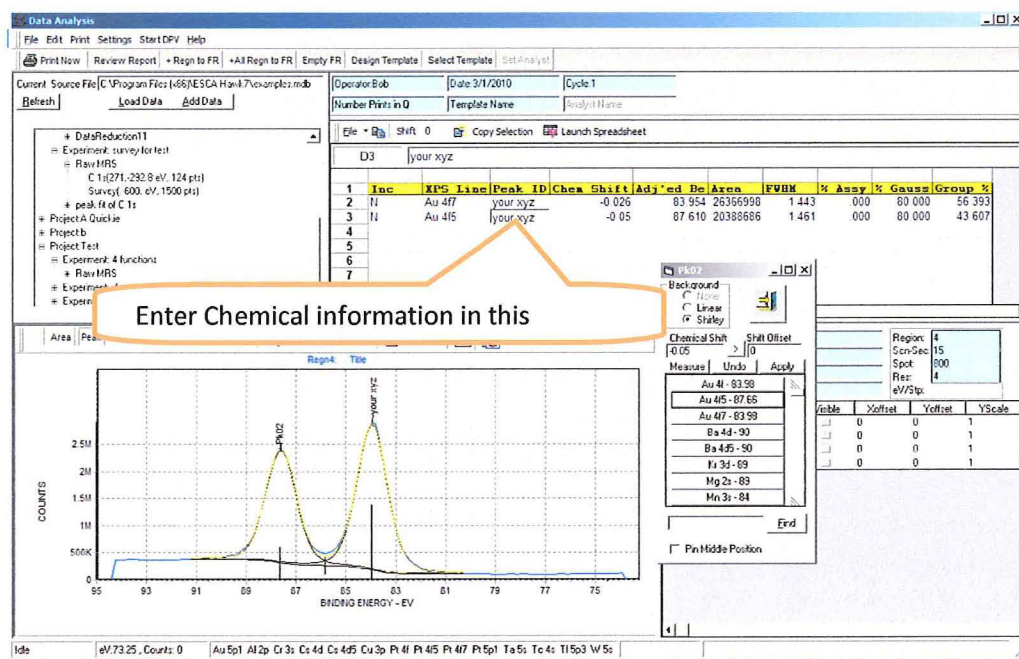 Data Analysis
File Edit Print Settings Start DPV Help
Print Now Review Report + Regn to FR +All Regn to FR Empty FR Design Template Select Template Set Analyst
Current Source File C:\Program Files (x86)\ESCA Hawk7\examples.mdb
Refresh Load Data Add Data
Operator:Bob Date:3/1/2010 Cycle:1
Number Prints in Q Template Name Analyst Name
File Shift 0 Copy Selection Launch Spreadsheet
D3 your xyz
+ DataReduction11
Experiment: survey for test
Raw MRS
C 1s(271.-292.8 eV, 124 pts)
Survey( -600. eV, 1500 pts)
+ peak fit of C 1s
+ Project A Quickie
+ Project b
Project Test
Experiment: 4 functions
+ Raw MRS
1 Inc XPS Line Peak ID Chem Shift Adj'ed Be Area FWHM % Assy % Gauss Group %
2 N Au 4f7 your xyz -0 026 83 954 26366998 1 443 000 80 000 56 393
3 N Au 4f5 your xyz -0 05 87 610 20388686 1 461 000 80 000 43 607
4
5
6
7
Enter Chemical information in this
Pk02
Background
None
Linear
Shirley
Chemical Shift Shift Offset
-0.05 > 0
Measure Undo Apply
Au 4f - 83.98
Au 4f5 - 87.66
Au 4f7 - 83.98
Ba 4d - 90
Ba 4d5 - 90
Kr 3d - 89
Mg 2s - 89
Mn 3s - 84
Find
Pin Middle Position
Region: 4
Scn-Sec: 15
Spot: 800
Res: 4
eV/Stp:
Visible Xoffset Yoffset YScale
0 0 1
0 0 1
0 0 1
0 0 1
Area
Regn4: Title
Pk02
your xyz
COUNTS
2.5M
2M
1.5M
1M
500K
0
95 93 91 89 87 85 83 81 79 77 75
BINDING ENERGY - EV
Idle eV:73.25 , Counts: 0 Au 5p1 Al 2p Cr 3s Cs 4d Cs 4d5 Cu 3p Pt 4f Pt 4f5 Pt 4f7 Pt 5p1 Ta 5s Tc 4s Tl 5p3 W 5s